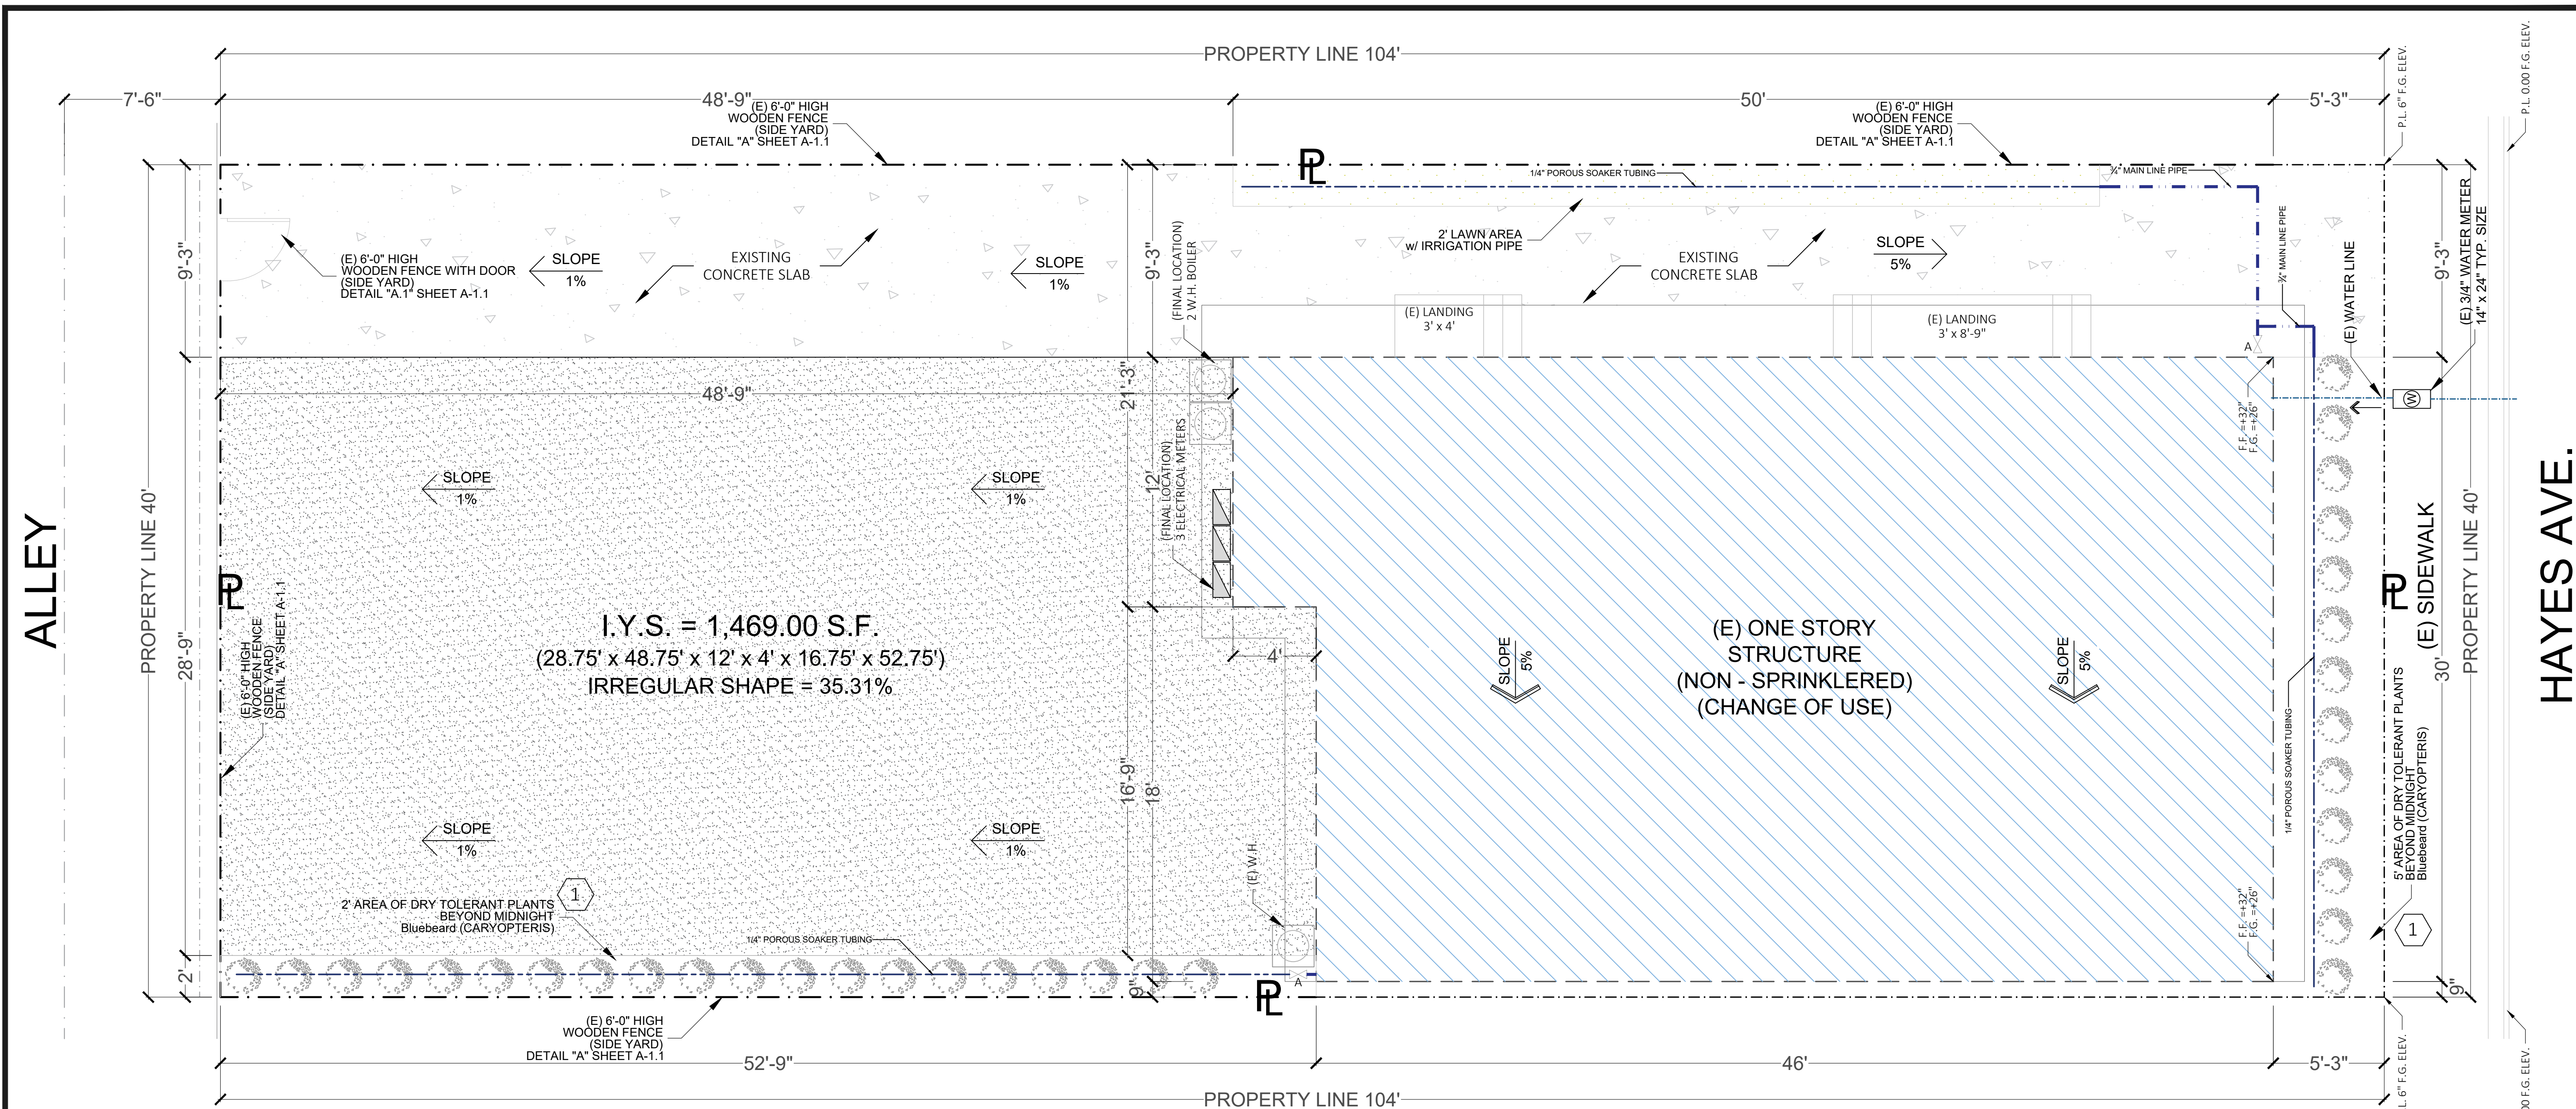 PROPERTY LINE 104'
7'-6"
48'-9"
50'
5'-3"
P.L. 6" F.G. ELEV.
P.L. 0.00 F.G. ELEV.
(E) 6'-0" HIGH
WOODEN FENCE
(SIDE YARD)
DETAIL "A" SHEET A-1.1
(E) 6'-0" HIGH
WOODEN FENCE
(SIDE YARD)
DETAIL "A" SHEET A-1.1
PL
1/4" POROUS SOAKER TUBING
¾" MAIN LINE PIPE
¾" MAIN LINE PIPE
9'-3"
9'-3"
9'-3"
(E) 6'-0" HIGH
WOODEN FENCE WITH DOOR
(SIDE YARD)
DETAIL "A.1" SHEET A-1.1
SLOPE
1%
EXISTING
CONCRETE SLAB
SLOPE
1%
(FINAL LOCATION)
2 W.H. BOILER
2' LAWN AREA
w/ IRRIGATION PIPE
EXISTING
CONCRETE SLAB
SLOPE
5%
(E) WATER LINE
(E) 3/4" WATER METER
14" x 24" TYP. SIZE
(E) LANDING
3' x 4'
(E) LANDING
3' x 8'-9"
A
48'-9"
21'-3"
W
F.F. =+32"
F.G. =+26"
SLOPE
1%
SLOPE
1%
12'
(FINAL LOCATION)
3 ELECTRICAL METERS
ALLEY
PROPERTY LINE 40'
28'-9"
PL
(E) 6'-0" HIGH
WOODEN FENCE
(SIDE YARD)
DETAIL "A" SHEET A-1.1
I.Y.S. = 1,469.00 S.F.
(28.75' x 48.75' x 12' x 4' x 16.75' x 52.75')
IRREGULAR SHAPE = 35.31%
4'
SLOPE
5%
(E) ONE STORY
STRUCTURE
(NON - SPRINKLERED)
(CHANGE OF USE)
SLOPE
5%
PL
(E) SIDEWALK
30'
PROPERTY LINE 40'
HAYES AVE.
16'-9"
18'
1/4" POROUS SOAKER TUBING
5' AREA OF DRY TOLERANT PLANTS
BEYOND MIDNIGHT
Bluebeard (CARYOPTERIS)
1
SLOPE
1%
SLOPE
1%
(E) W.H.
2' AREA OF DRY TOLERANT PLANTS
BEYOND MIDNIGHT
Bluebeard (CARYOPTERIS)
1
1/4" POROUS SOAKER TUBING
F.F. =+32"
F.G. =+26"
2'
9"
A
PL
9"
(E) 6'-0" HIGH
WOODEN FENCE
(SIDE YARD)
DETAIL "A" SHEET A-1.1
52'-9"
46'
5'-3"
L. 6" F.G. ELEV.
00 F.G. ELEV.
PROPERTY LINE 104'